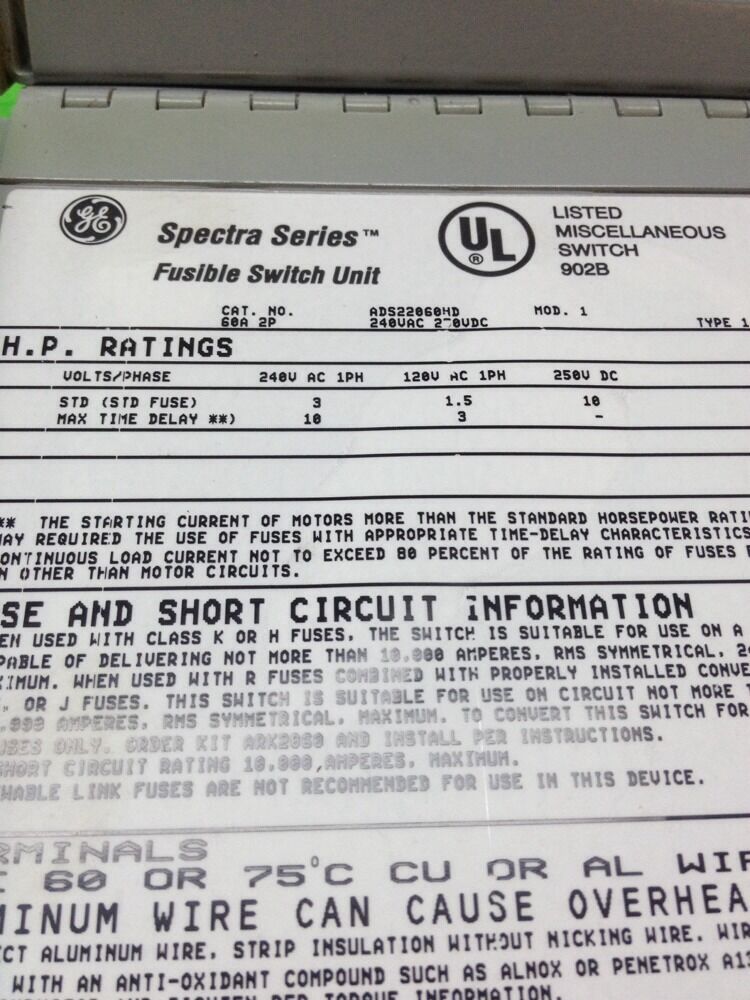 GE
Spectra Series™
Fusible Switch Unit
UL
®
LISTED
MISCELLANEOUS
SWITCH
902B
CAT. NO. ADS22060HD MOD. 1
60A 2P 240VAC VDC TYPE 1
H.P. RATINGS
VOLTS/PHASE 240V AC 1PH 120V AC 1PH 250V DC
STD (STD FUSE) 3 1.5 10
MAX TIME DELAY **) 10 3 -
** THE STARTING CURRENT OF MOTORS MORE THAN THE STANDARD HORSEPOWER RATI
MAY REQUIRED THE USE OF FUSES WITH APPROPRIATE TIME-DELAY CHARACTERISTICS
ONTINUOUS LOAD CURRENT NOT TO EXCEED 80 PERCENT OF THE RATING OF FUSES
N OTHER THAN MOTOR CIRCUITS.
SE AND SHORT CIRCUIT INFORMATION
EN USED WITH CLASS K OR H FUSES, THE SWITCH IS SUITABLE FOR USE ON A
PABLE OF DELIVERING NOT MORE THAN 10,000 AMPERES, RMS SYMMETRICAL, 2
XIMUM. WHEN USED WITH R FUSES COMBINED WITH PROPERLY INSTALLED CONVE
, OR J FUSES. THIS SWITCH IS SUITABLE FOR USE ON CIRCUIT NOT MORE T
,000 AMPERES, RMS SYMMETRICAL, MAXIMUM. TO CONVERT THIS SWITCH FOR
USES ONLY, ORDER KIT AND INSTALL PER INSTRUCTIONS.
SHORT CIRCUIT RATING 10,000,AMPERES, MAXIMUM.
WABLE LINK FUSES ARE NOT RECOMMENDED FOR USE IN THIS DEVICE.
RMINALS
60 OR 75°C CU OR AL WIR
MINUM WIRE CAN CAUSE OVERHEA
CT ALUMINUM WIRE, STRIP INSULATION WITHOUT NICKING WIRE. WIR
WITH AN ANTI-OXIDANT COMPOUND SUCH AS ALNOX OR PENETROX A13
TORQUE INFORMATION.